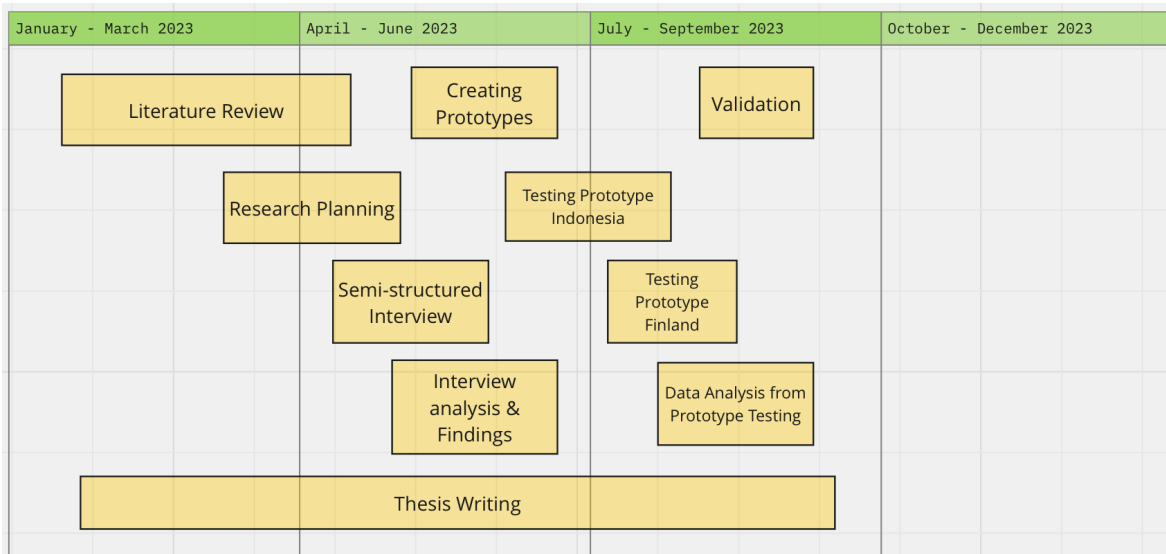 January - March 2023
April - June 2023
July - September 2023
October - December 2023
Literature Review
Creating
Prototypes
Validation
Research Planning
Testing Prototype
Indonesia
Semi-structured
Interview
Testing
Prototype
Finland
Interview
analysis &
Findings
Data Analysis from
Prototype Testing
Thesis Writing